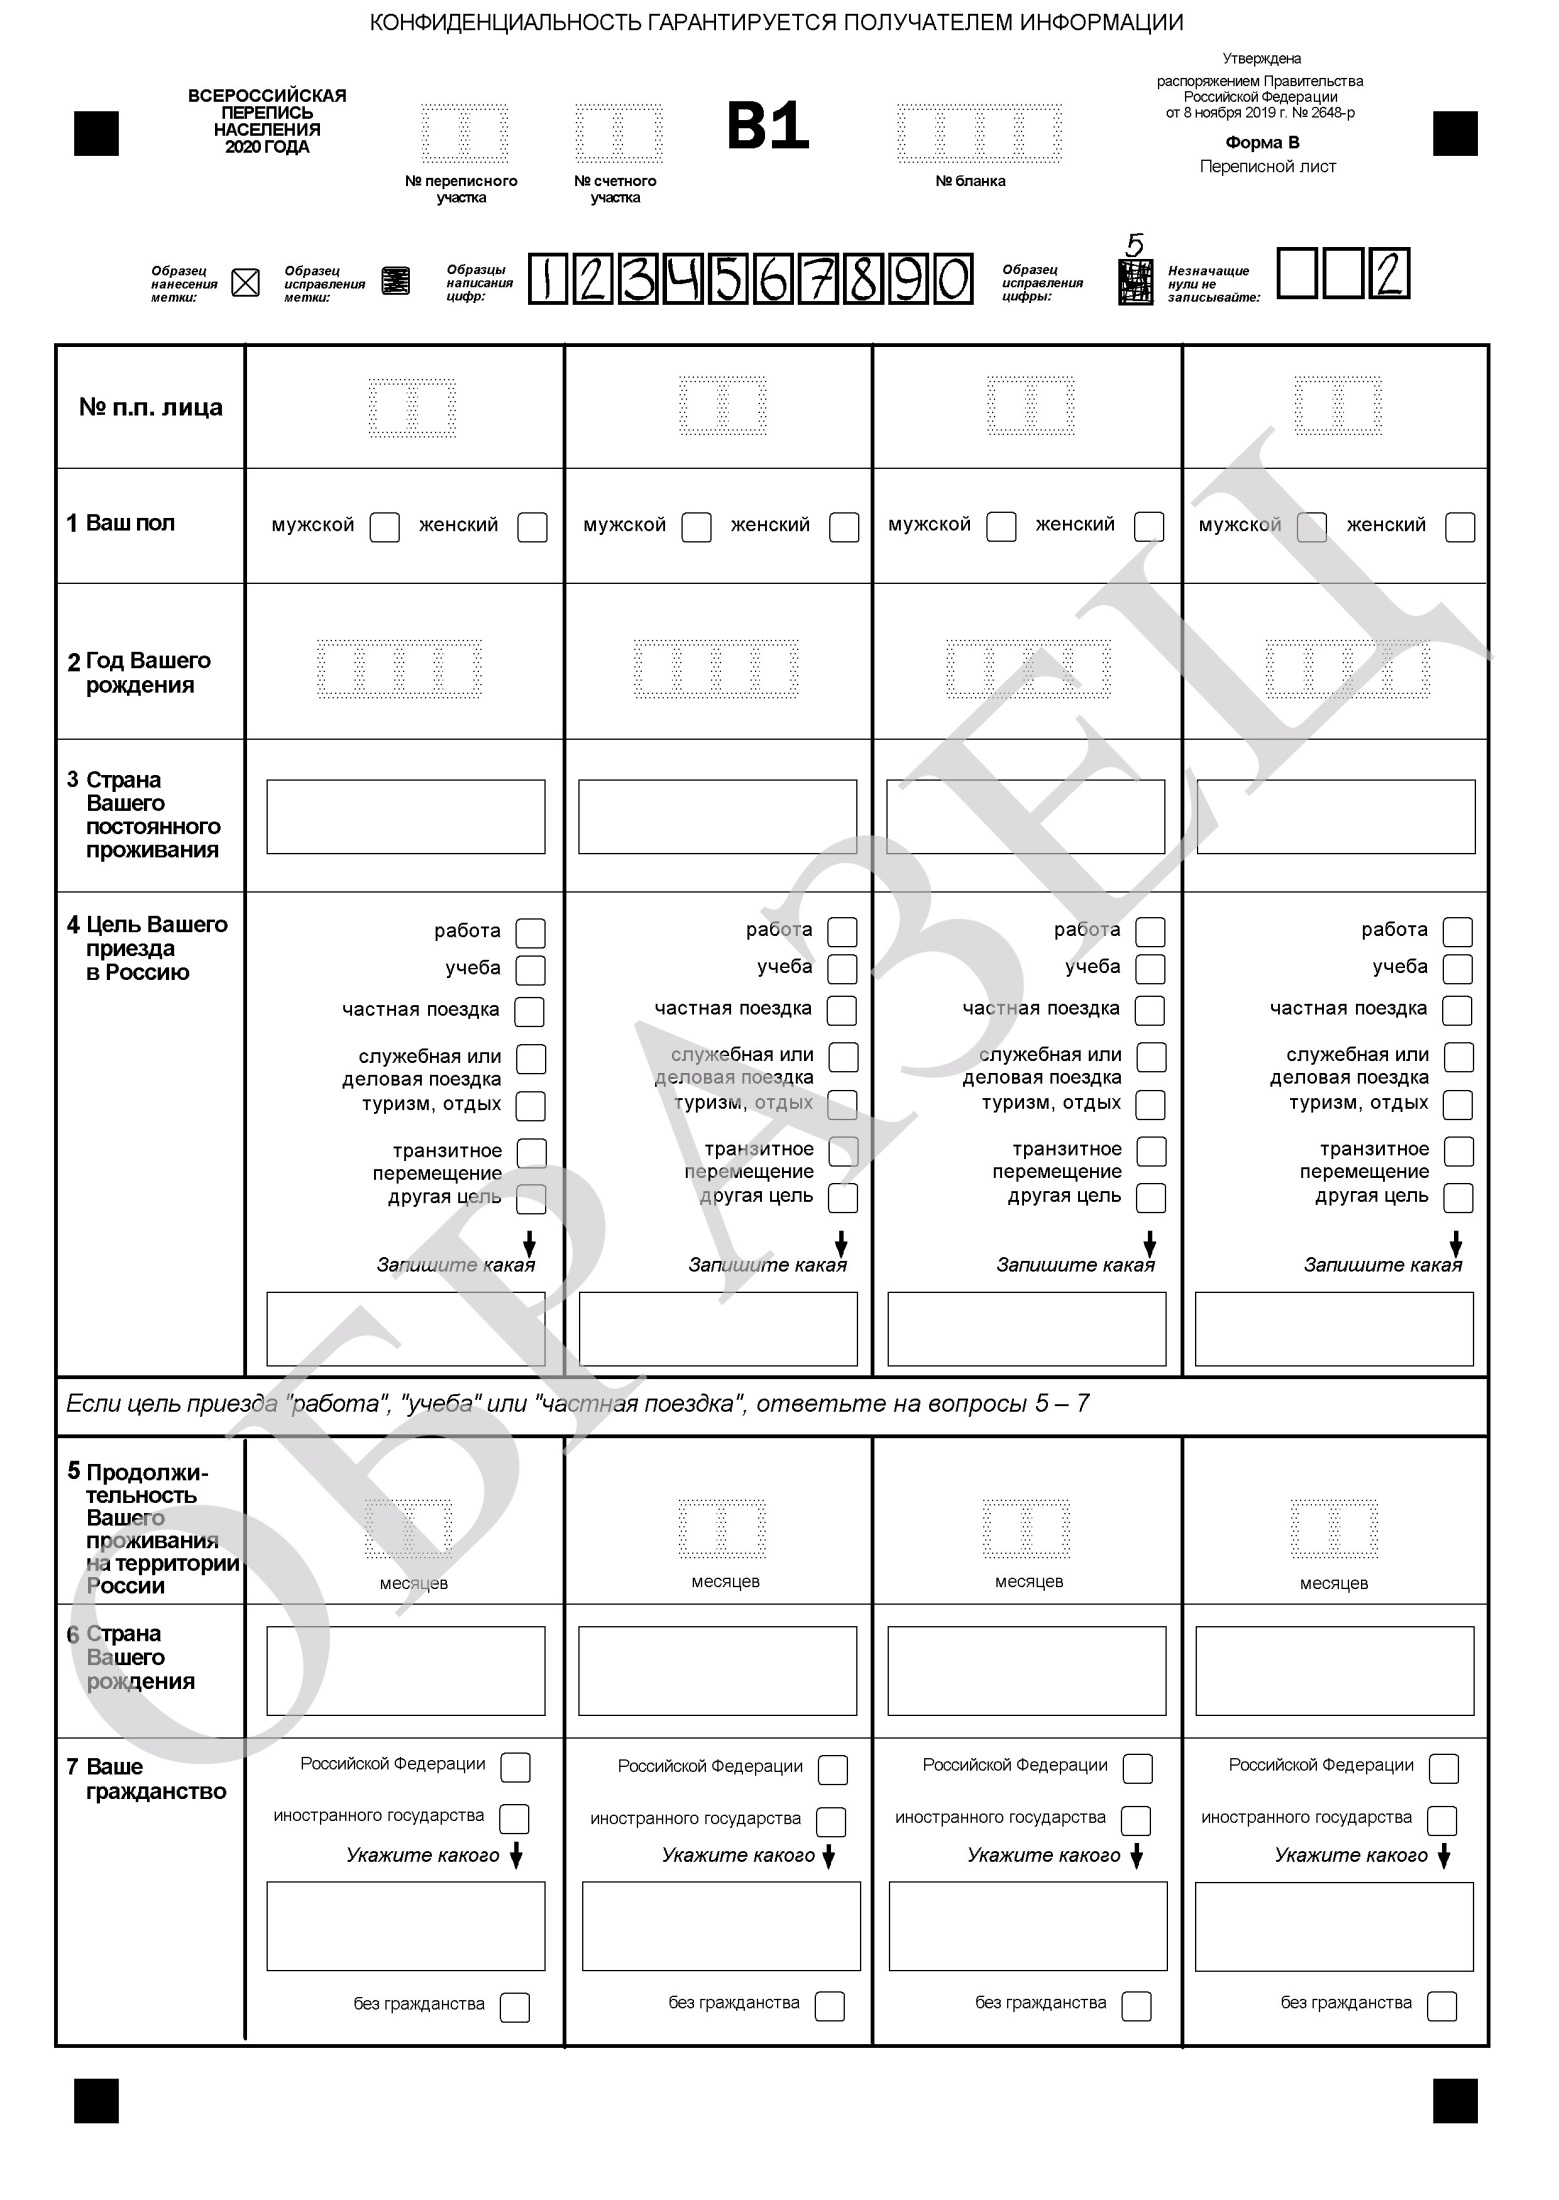 КОНФИДЕНЦИАЛЬНОСТЬ ГАРАНТИРУЕТСЯ ПОЛУЧАТЕЛЕМ ИНФОРМАЦИИ
ВСЕРОССИЙСКАЯ
ПЕРЕПИСЬ
НАСЕЛЕНИЯ
2020 ГОДА
№ переписного
участка
№ счетного
участка
В1
№ бланка
Утверждена
распоряжением Правительства
Российской Федерации
от 8 ноября 2019 г. № 2648-р
Форма В
Переписной лист
Образец
нанесения
метки:
Образец
исправления
метки:
Образцы
написания
цифр:
1 2 3 4 5 6 7 8 9 0
Образец
исправления
цифры:
5
Незначащие
нули не
записывайте:
2
№ п.п. лица
1 Ваш пол
мужской женский мужской женский мужской женский мужской женский
2 Год Вашего
рождения
3 Страна
Вашего
постоянного
проживания
4 Цель Вашего
приезда
в Россию
работа работа работа работа
учеба учеба учеба учеба
частная поездка частная поездка частная поездка частная поездка
служебная или служебная или служебная или служебная или
деловая поездка деловая поездка деловая поездка деловая поездка
туризм, отдых туризм, отдых туризм, отдых туризм, отдых
транзитное транзитное транзитное транзитное
перемещение перемещение перемещение перемещение
другая цель другая цель другая цель другая цель
Запишите какая Запишите какая Запишите какая Запишите какая
Если цель приезда "работа", "учеба" или "частная поездка", ответьте на вопросы 5 – 7
5 Продолжи-
тельность
Вашего
проживания
на территории
России
месяцев месяцев месяцев месяцев
6 Страна
Вашего
рождения
7 Ваше
гражданство
Российской Федерации Российской Федерации Российской Федерации Российской Федерации
иностранного государства иностранного государства иностранного государства иностранного государства
Укажите какого Укажите какого Укажите какого Укажите какого
без гражданства без гражданства без гражданства без гражданства
ОБРАЗЕЦ